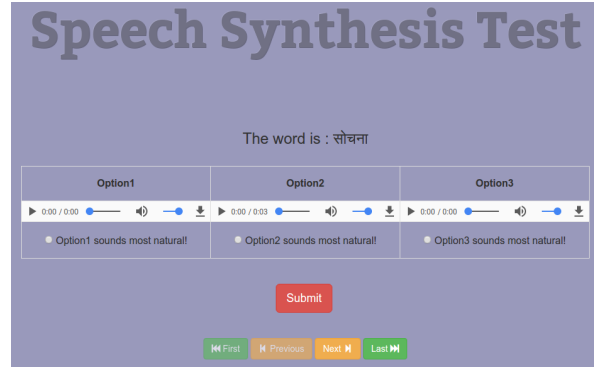 Speech Synthesis Test
The word is : सोचना
Option1 Option2 Option3
0:00 / 0:00 0:00 / 0:03 0:00 / 0:00
Option1 sounds most natural! Option2 sounds most natural! Option3 sounds most natural!
Submit
First Previous Next Last